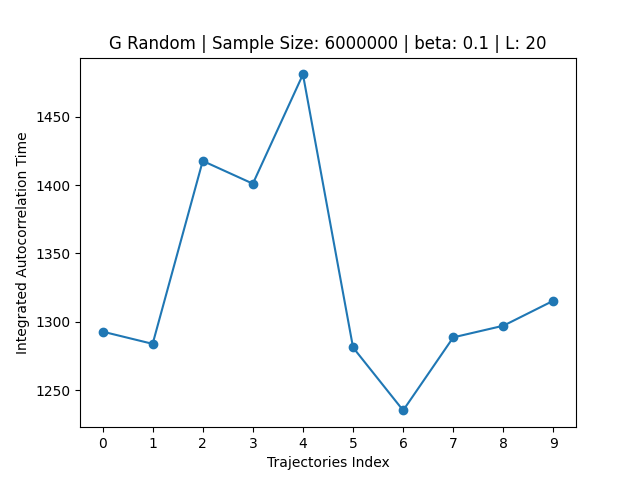 G Random | Sample Size: 6000000 | beta: 0.1 | L: 20
Integrated Autocorrelation Time
1450
1400
1350
1300
1250
0 1 2 3 4 5 6 7 8 9
Trajectories Index